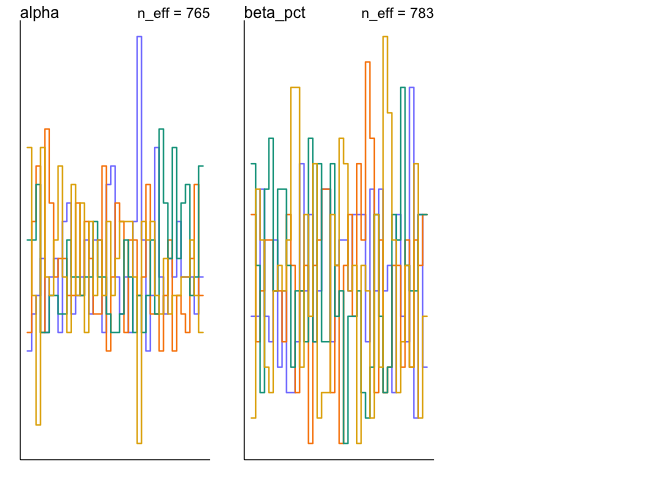 alpha n_eff = 765
beta_pct n_eff = 783